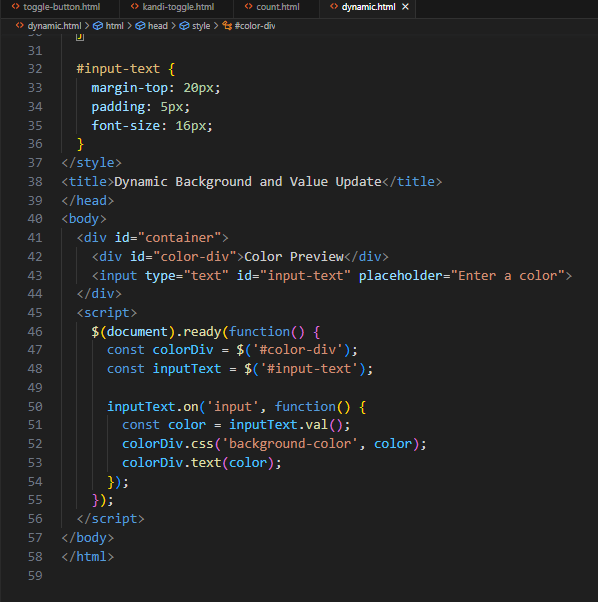 toggle-button.html kandi-toggle.html count.html dynamic.html
dynamic.html > html > head > style > #color-div
30 }
31
32 #input-text {
33 margin-top: 20px;
34 padding: 5px;
35 font-size: 16px;
36 }
37 </style>
38 <title>Dynamic Background and Value Update</title>
39 </head>
40 <body>
41 <div id="container">
42 <div id="color-div">Color Preview</div>
43 <input type="text" id="input-text" placeholder="Enter a color">
44 </div>
45 <script>
46 $(document).ready(function() {
47 const colorDiv = $('#color-div');
48 const inputText = $('#input-text');
49
50 inputText.on('input', function() {
51 const color = inputText.val();
52 colorDiv.css('background-color', color);
53 colorDiv.text(color);
54 });
55 });
56 </script>
57 </body>
58 </html>
59